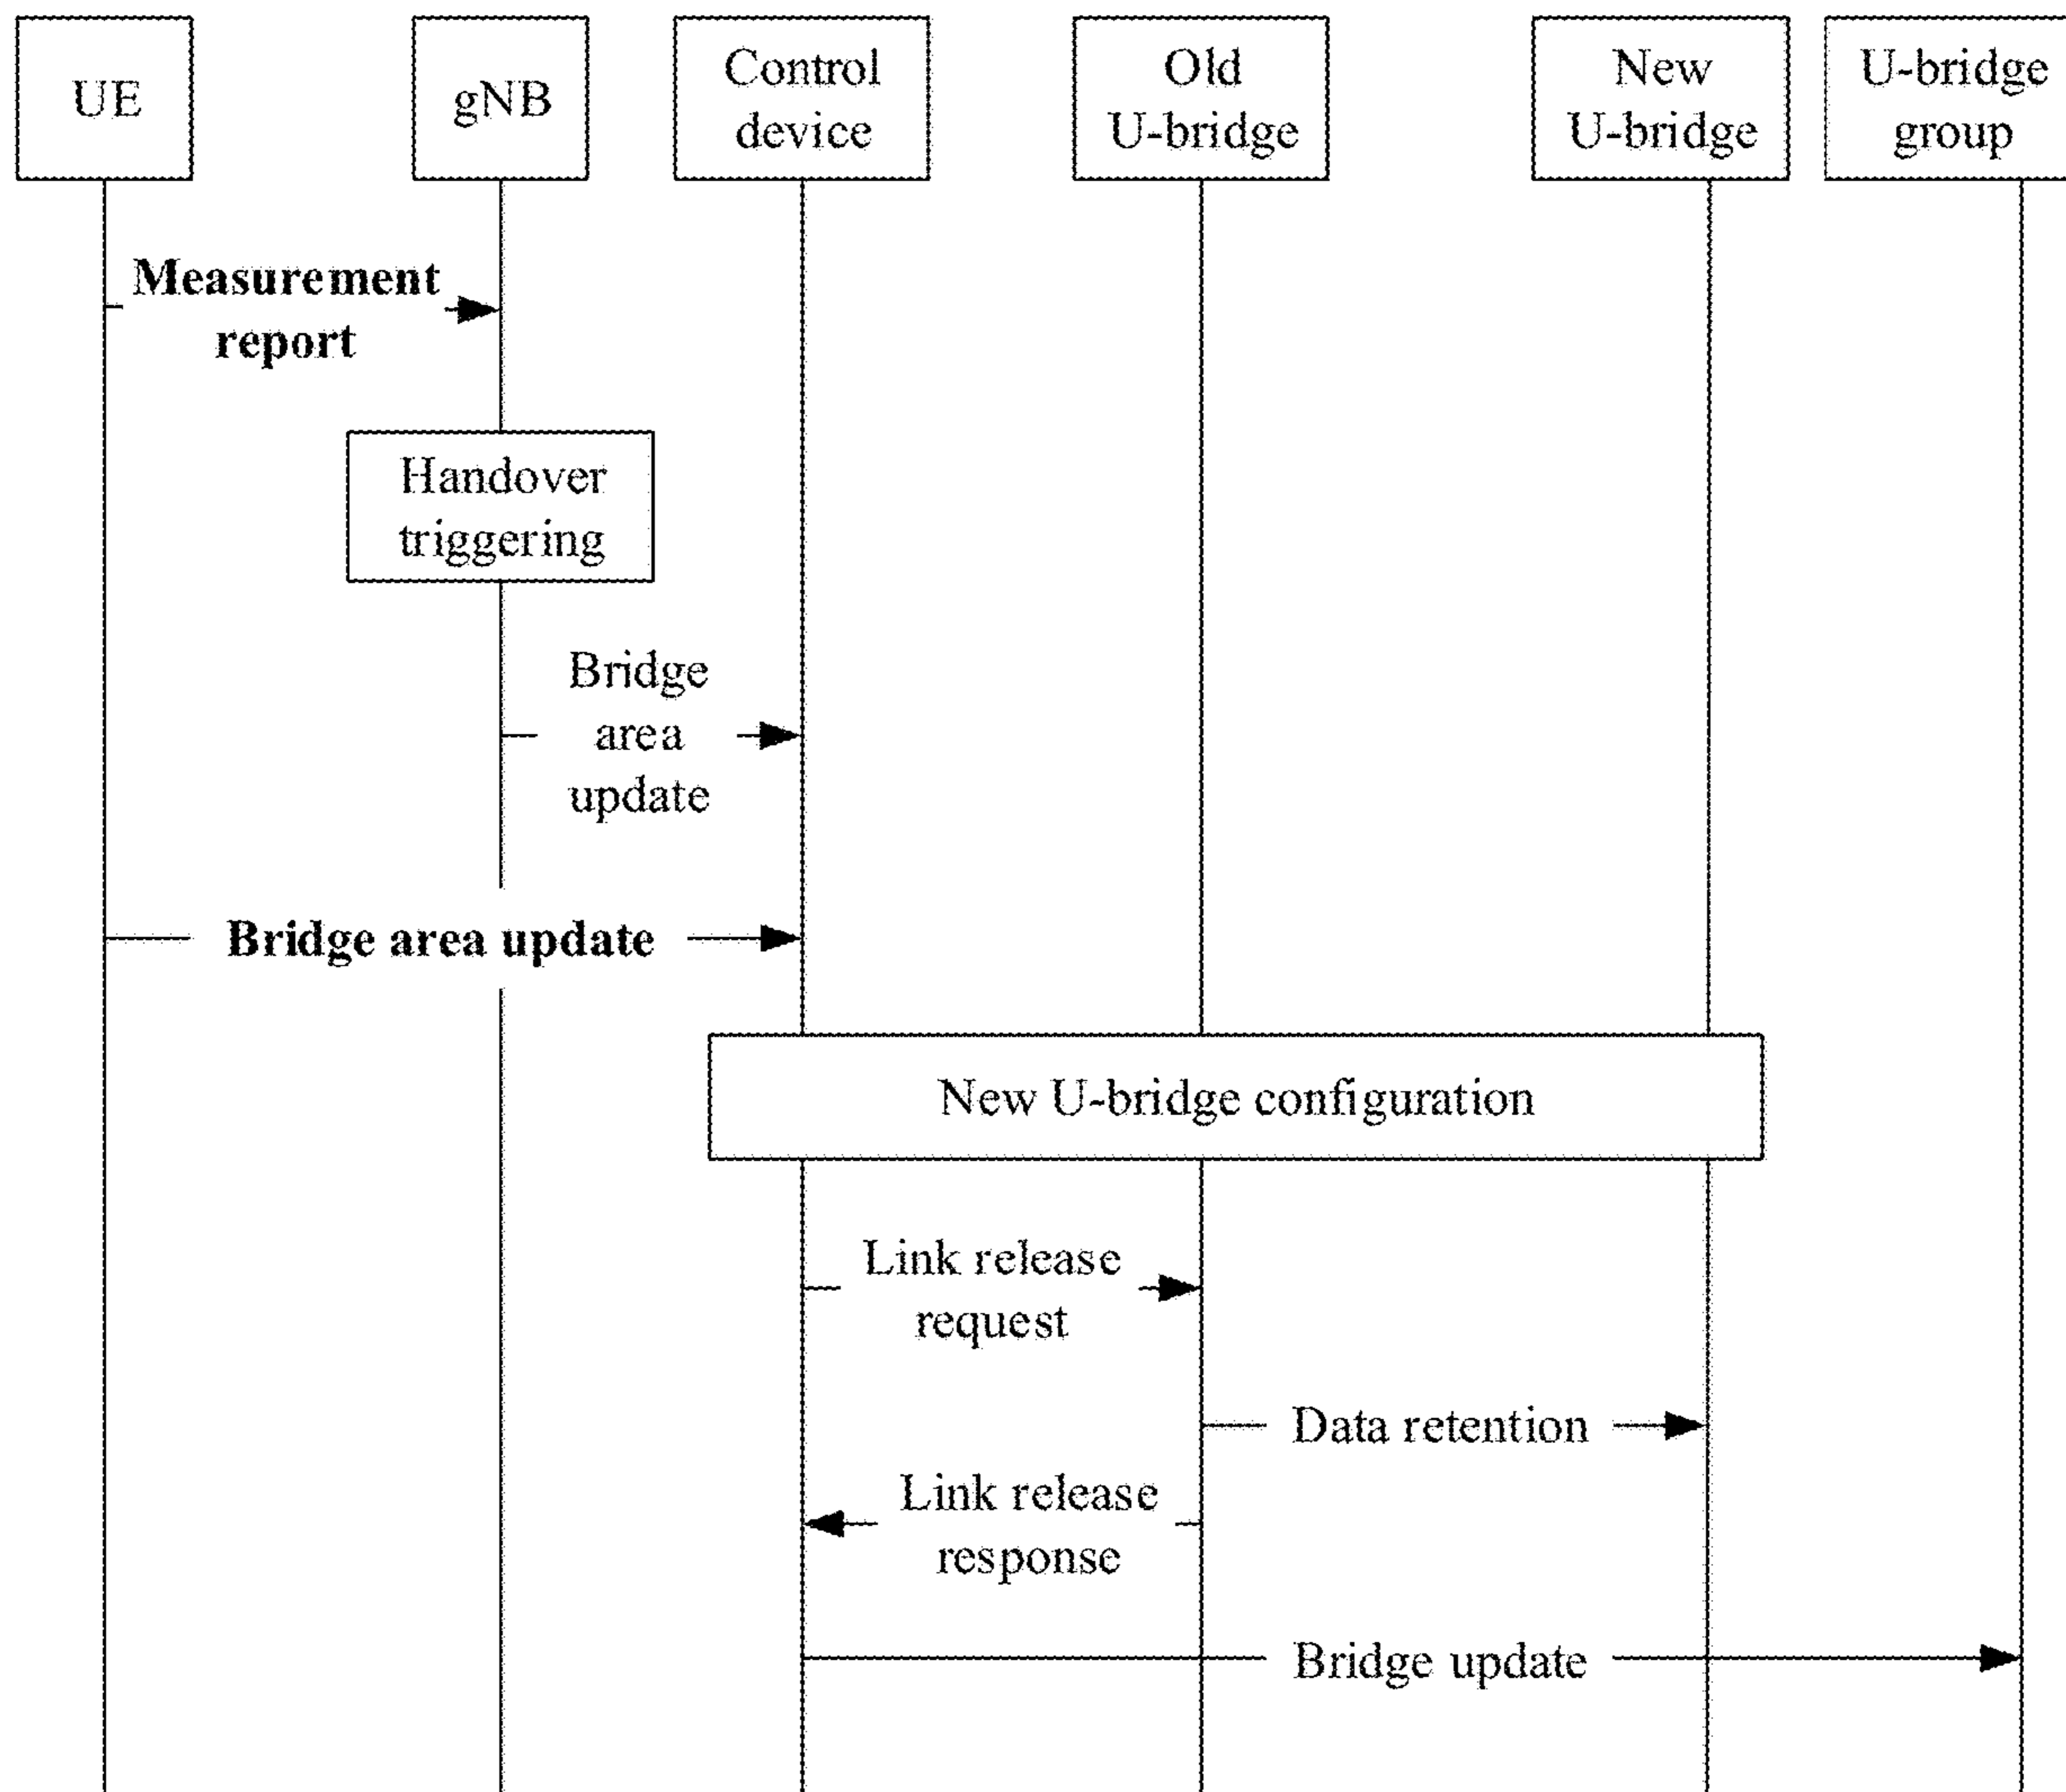 UE
gNB
Control
device
Old
U-bridge
New
U-bridge
U-bridge
group
Measurement
report
Handover
triggering
Bridge
area
update
Bridge area update
New U-bridge configuration
Link release
request
Data retention
Link release
response
Bridge update